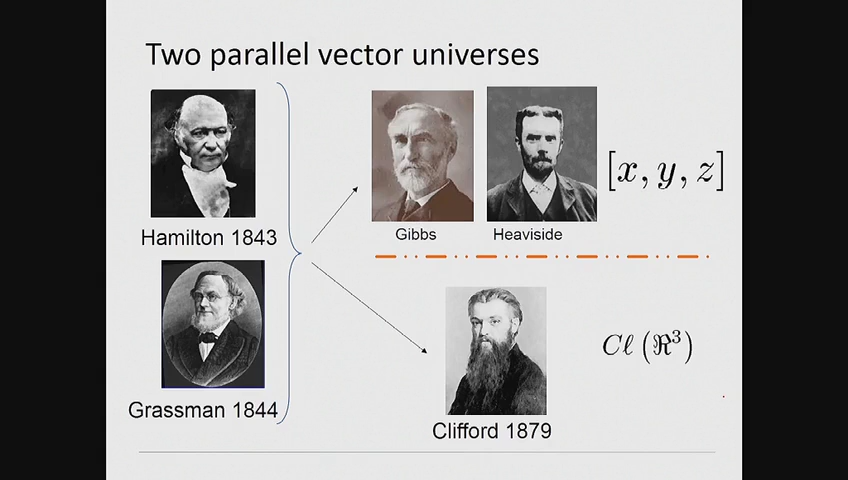 Two parallel vector universes
Hamilton 1843
Grassman 1844
Gibbs
Heaviside
[x, y, z]
Clifford 1879
Cℓ (ℜ³)